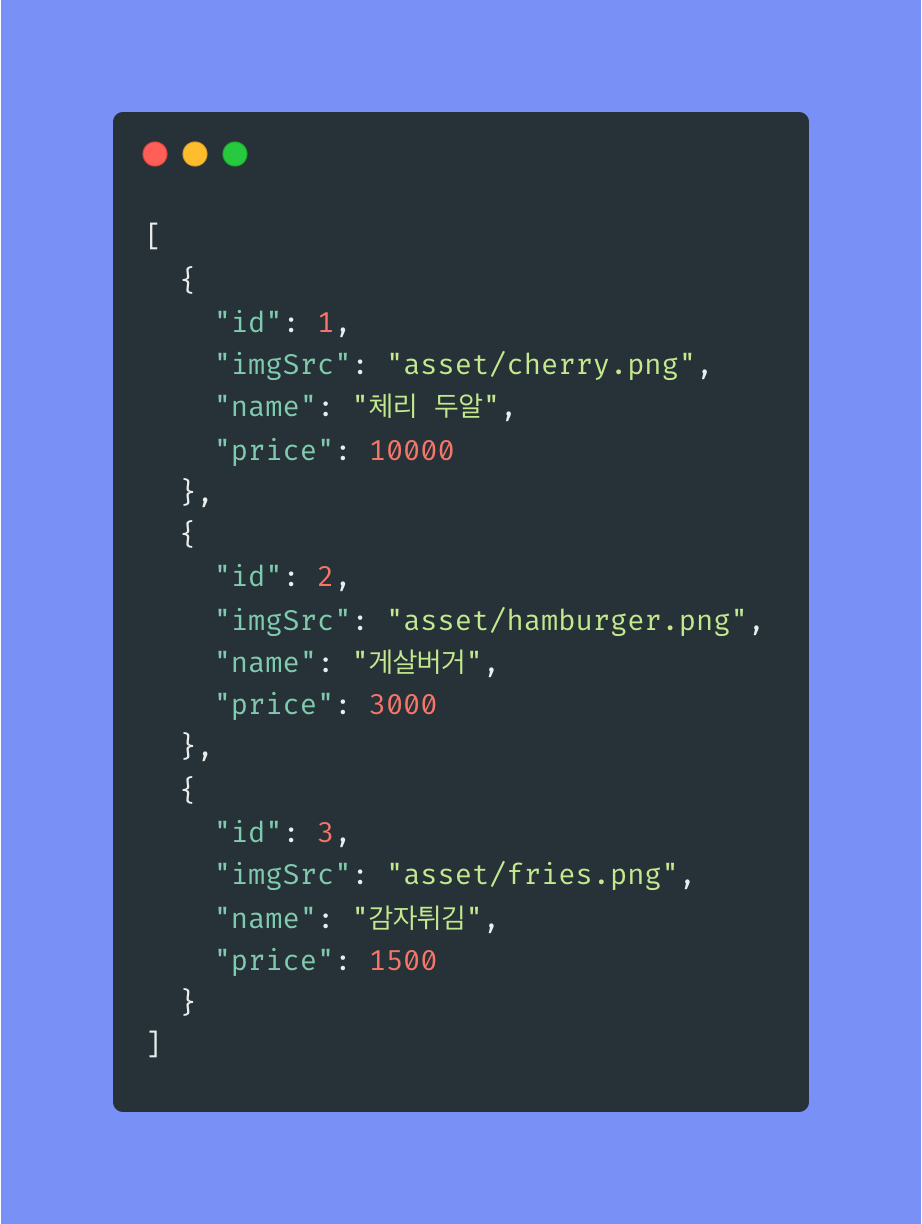 [
  {
    "id": 1,
    "imgSrc": "asset/cherry.png",
    "name": "체리 두알",
    "price": 10000
  },
  {
    "id": 2,
    "imgSrc": "asset/hamburger.png",
    "name": "게살버거",
    "price": 3000
  },
  {
    "id": 3,
    "imgSrc": "asset/fries.png",
    "name": "감자튀김",
    "price": 1500
  }
]